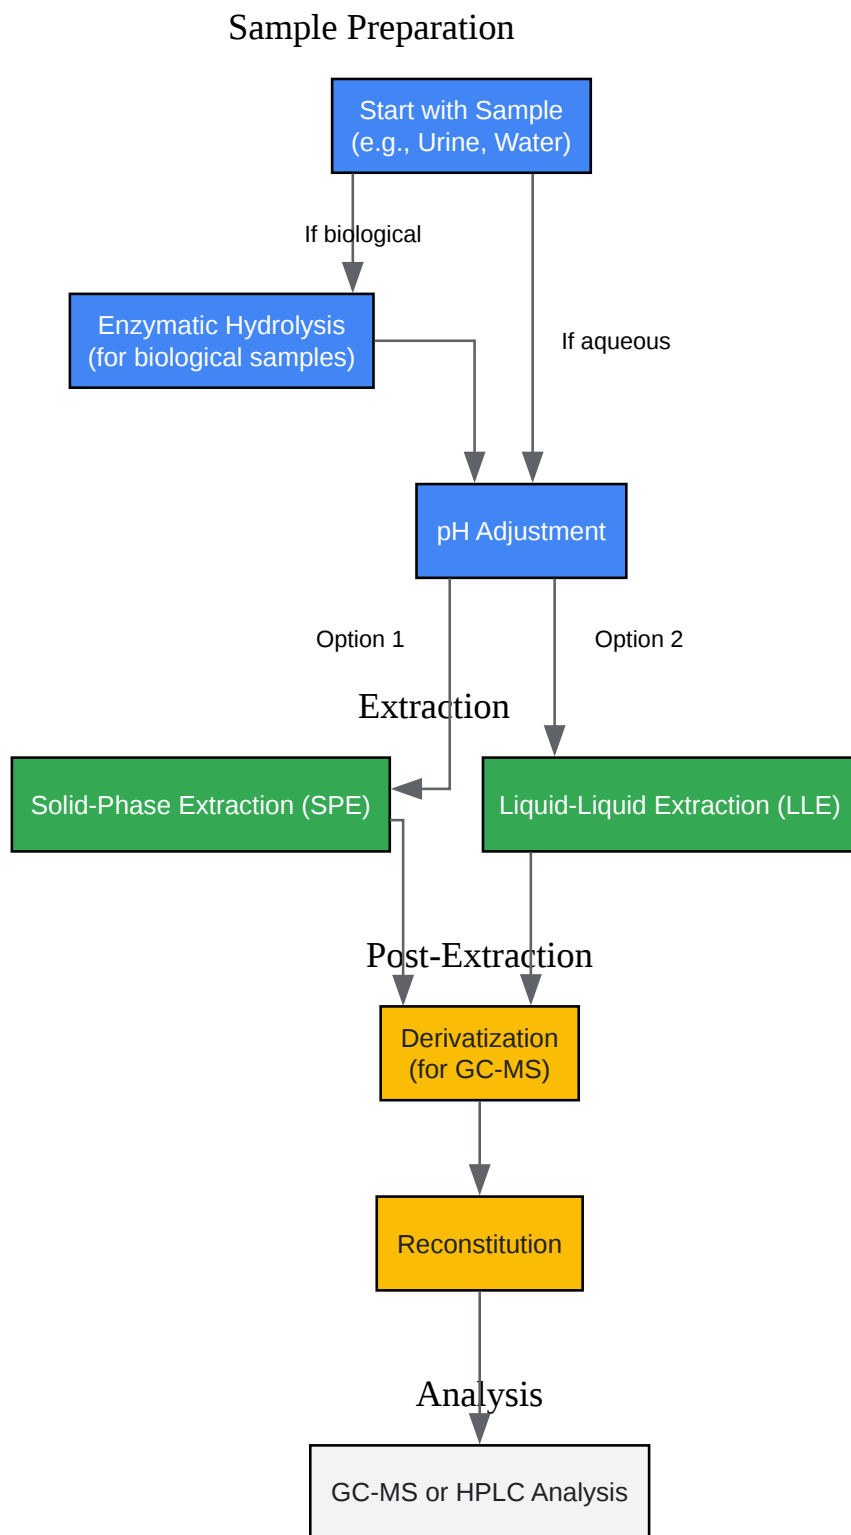 Sample Preparation
Start with Sample
(e.g., Urine, Water)
If biological
Enzymatic Hydrolysis
(for biological samples)
If aqueous
pH Adjustment
Option 1
Option 2
Extraction
Solid-Phase Extraction (SPE)
Liquid-Liquid Extraction (LLE)
Post-Extraction
Derivatization
(for GC-MS)
Reconstitution
Analysis
GC-MS or HPLC Analysis